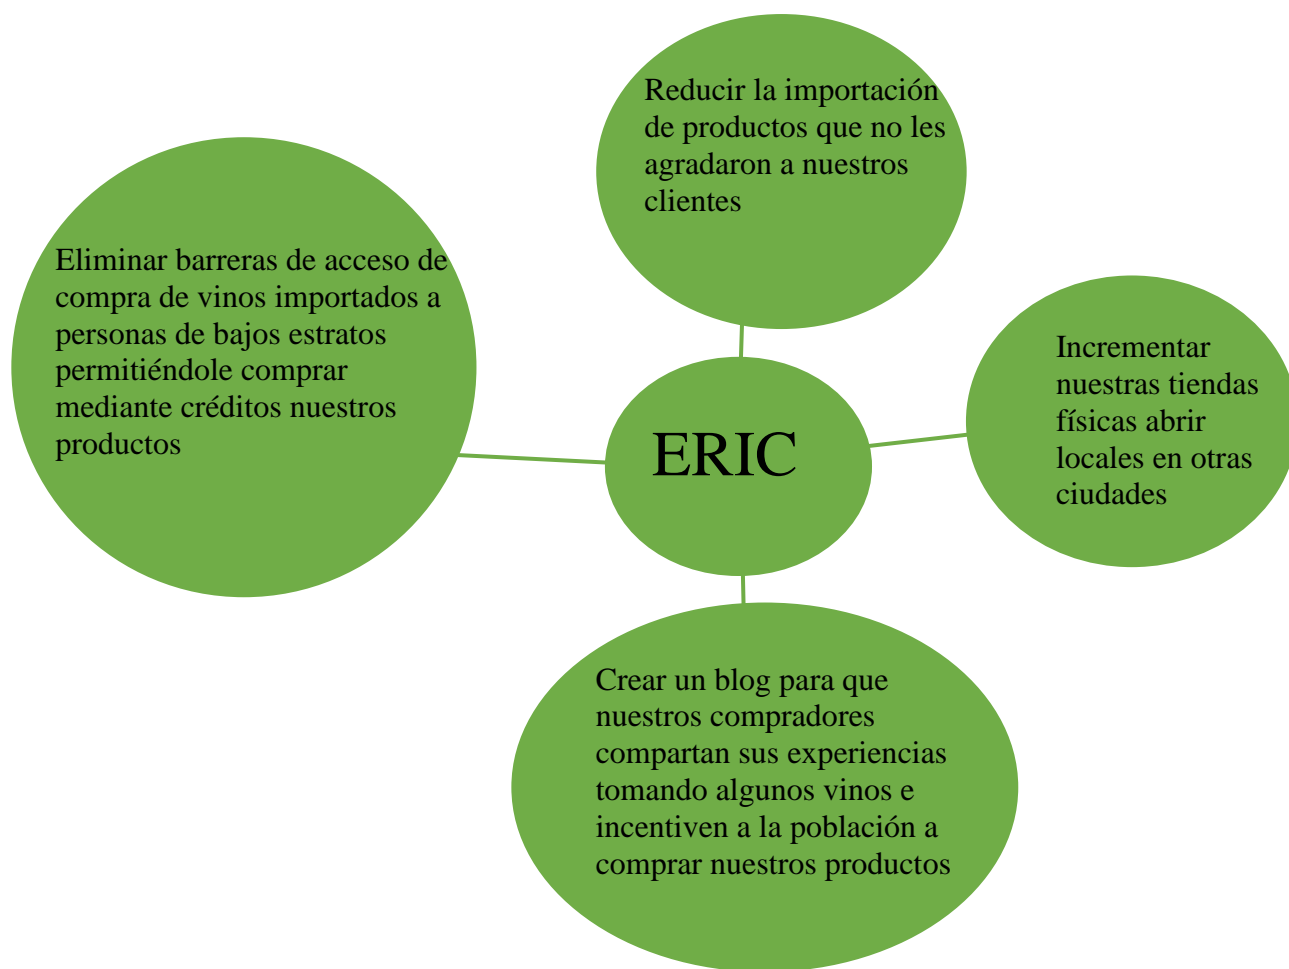 Reducir la importación
de productos que no les
agradaron a nuestros
clientes
Eliminar barreras de acceso de
compra de vinos importados a
personas de bajos estratos
permitiéndole comprar
mediante créditos nuestros
productos
Incrementar
nuestras tiendas
físicas abrir
locales en otras
ciudades
ERIC
Crear un blog para que
nuestros compradores
compartan sus experiencias
tomando algunos vinos e
incentiven a la población a
comprar nuestros productos